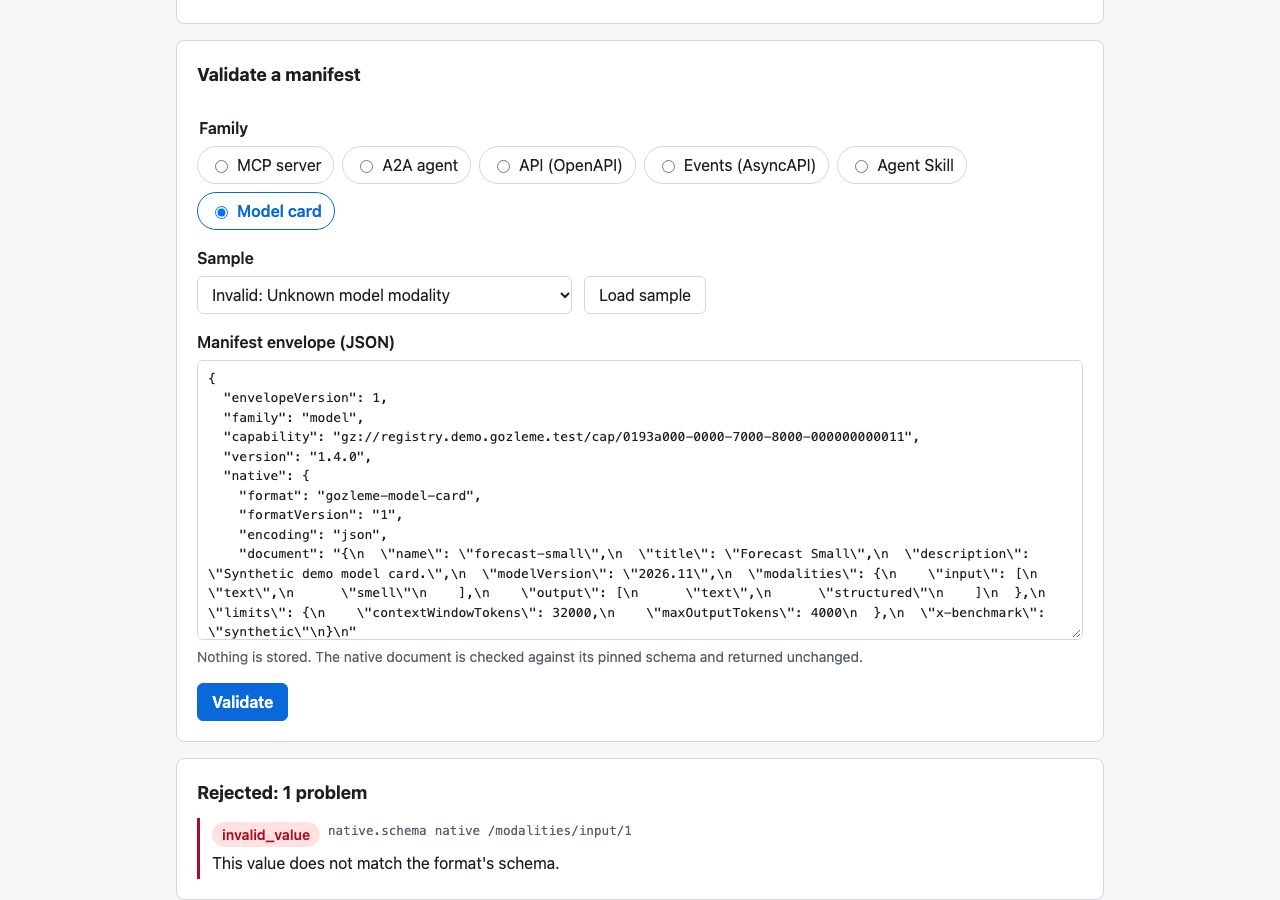 Validate a manifest
Family
MCP server
A2A agent
API (OpenAPI)
Events (AsyncAPI)
Agent Skill
Model card
Sample
Invalid: Unknown model modality
Load sample
Manifest envelope (JSON)
{
  "envelopeVersion": 1,
  "family": "model",
  "capability": "gz://registry.demo.gozleme.test/cap/0193a000-0000-7000-8000-000000000011",
  "version": "1.4.0",
  "native": {
    "format": "gozleme-model-card",
    "formatVersion": "1",
    "encoding": "json",
    "document": "{\n  \"name\": \"forecast-small\",\n  \"title\": \"Forecast Small\",\n  \"description\":
\"Synthetic demo model card.\",\n  \"modelVersion\": \"2026.11\",\n  \"modalities\": {\n    \"input\": [\n
\"text\",\n      \"smell\"\n    ],\n    \"output\": [\n      \"text\",\n      \"structured\"\n    ]\n  },\n
\"limits\": {\n    \"contextWindowTokens\": 32000,\n    \"maxOutputTokens\": 4000\n  },\n  \"x-benchmark\":
\"synthetic\"\n}\n"
Nothing is stored. The native document is checked against its pinned schema and returned unchanged.
Validate
Rejected: 1 problem
invalid_value native.schema native /modalities/input/1
This value does not match the format's schema.